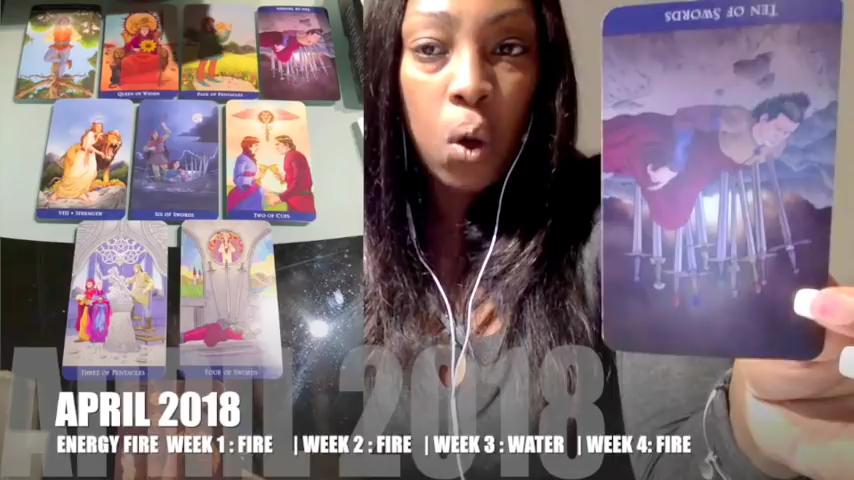 QUEEN OF WANDS
PAGE OF PENTACLES
TEN OF SWORDS
TEN OF SWORDS
VIII • STRENGTH
SIX OF SWORDS
TWO OF CUPS
THREE OF PENTACLES
FOUR OF SWORDS
APRIL 2018
APRIL 2018
ENERGY FIRE WEEK 1 : FIRE | WEEK 2 : FIRE | WEEK 3 : WATER | WEEK 4: FIRE